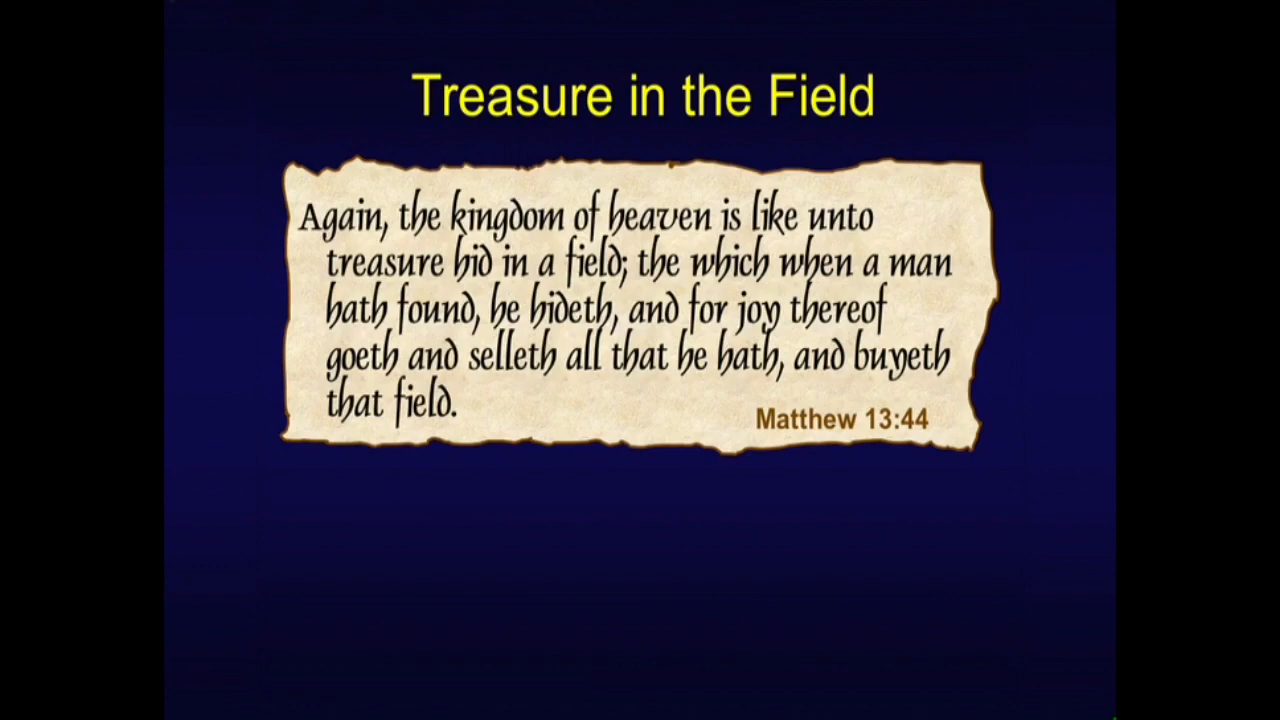 Treasure in the Field
Again, the kingdom of heaven is like unto
treasure hid in a field; the which when a man
hath found, he hideth, and for joy thereof
goeth and selleth all that he hath, and buyeth
that field.
Matthew 13:44